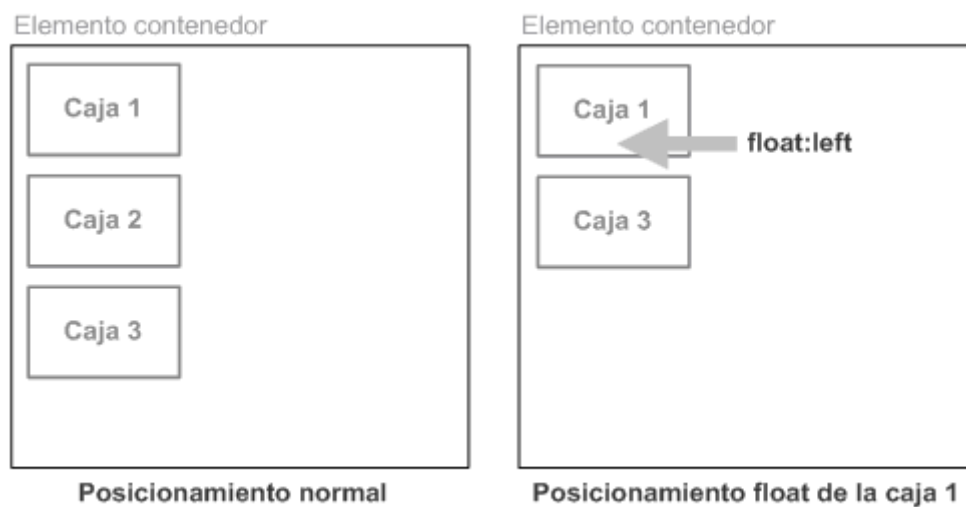 Elemento contenedor
Caja 1
Caja 2
Caja 3
Posicionamiento normal
Elemento contenedor
Caja 1
float:left
Caja 3
Posicionamiento float de la caja 1